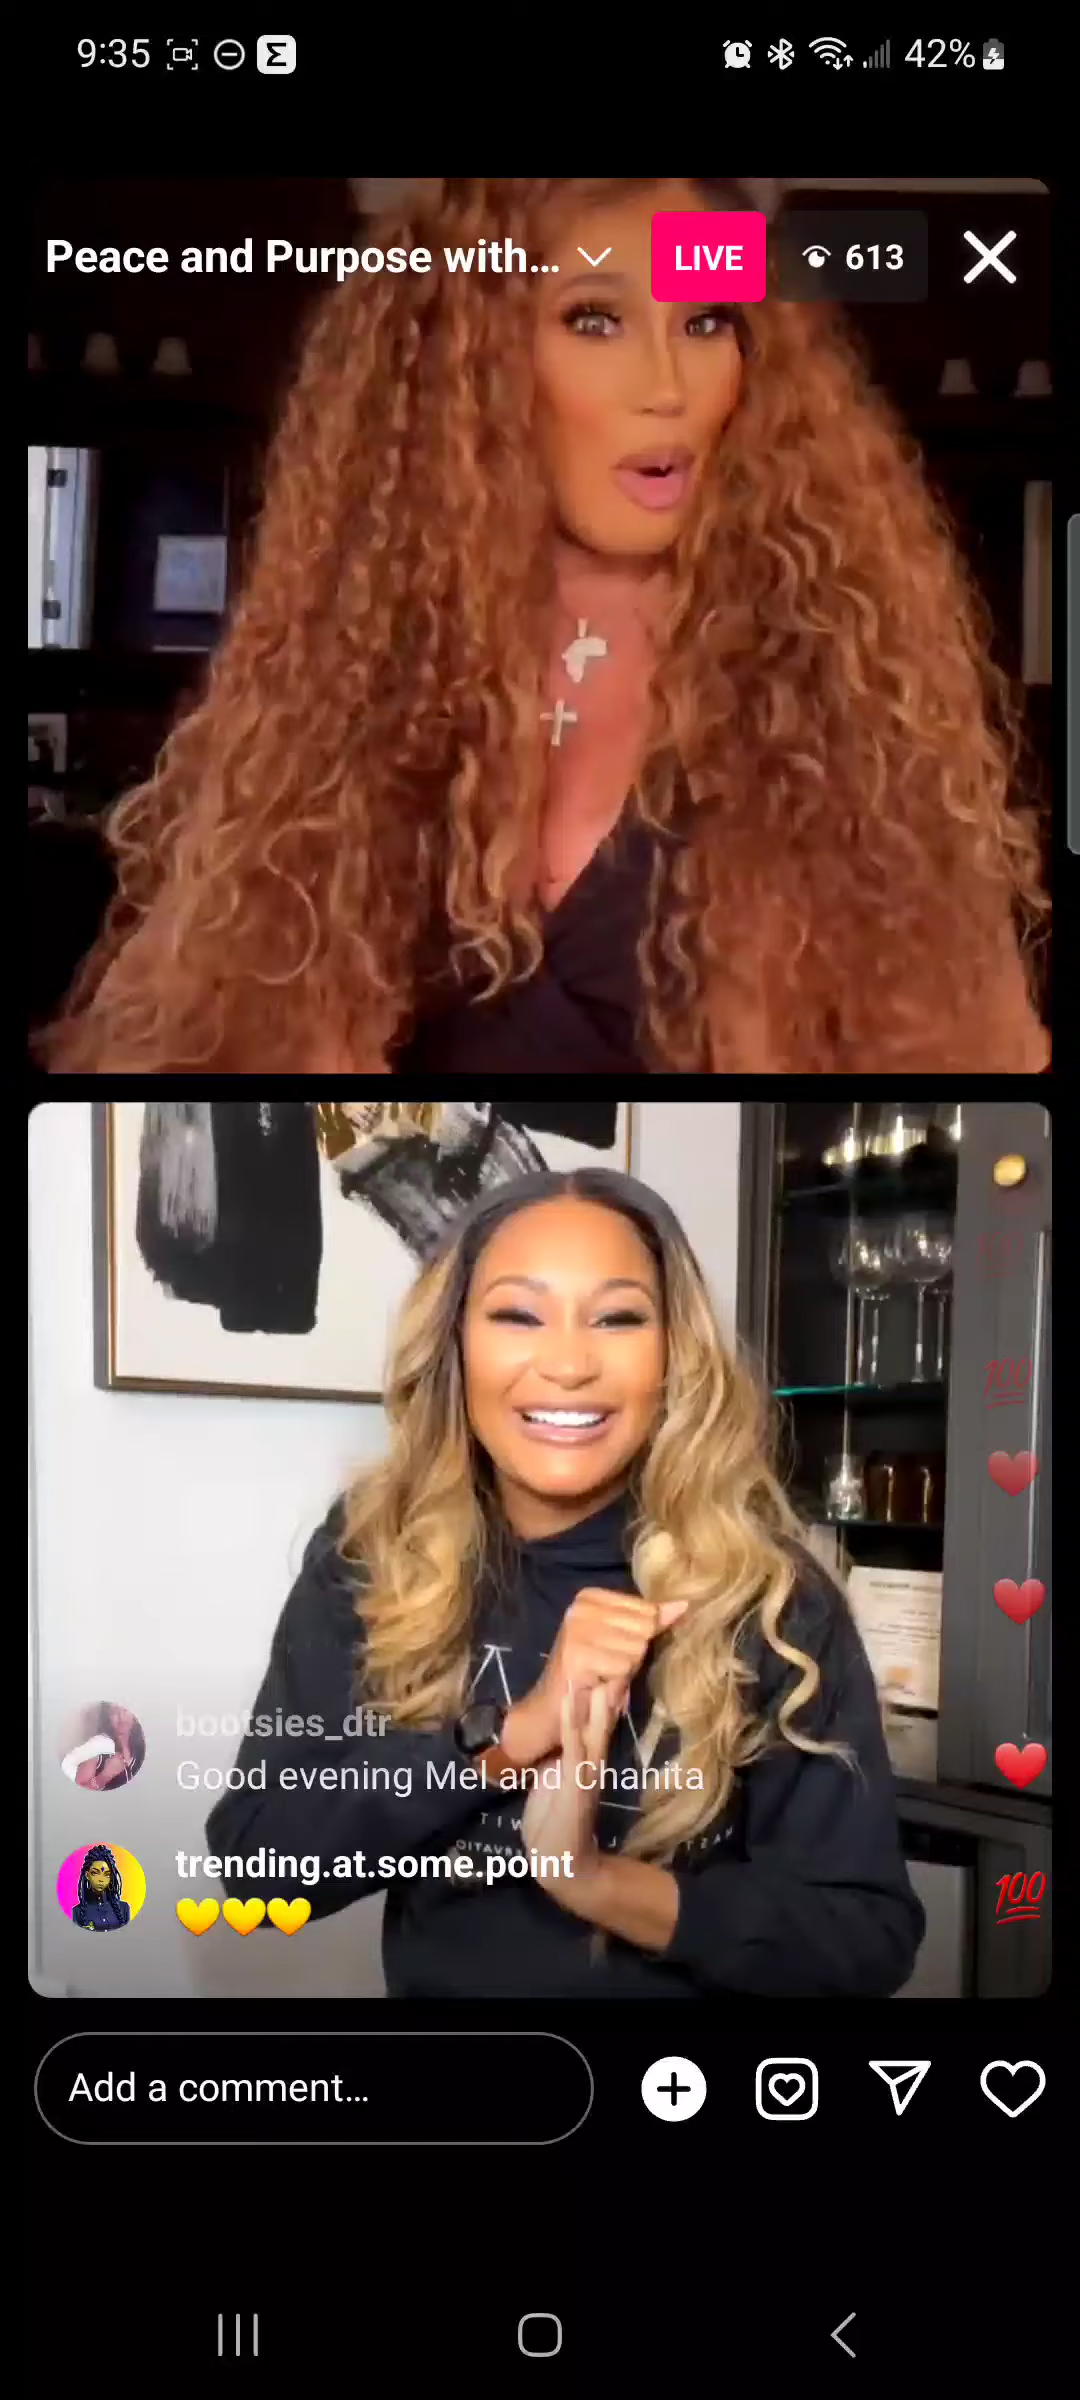 9:35
42%
Peace and Purpose with...
LIVE
613
bootsies_dtr
Good evening Mel and Chanita
trending.at.some.point
💛💛💛
Add a comment...